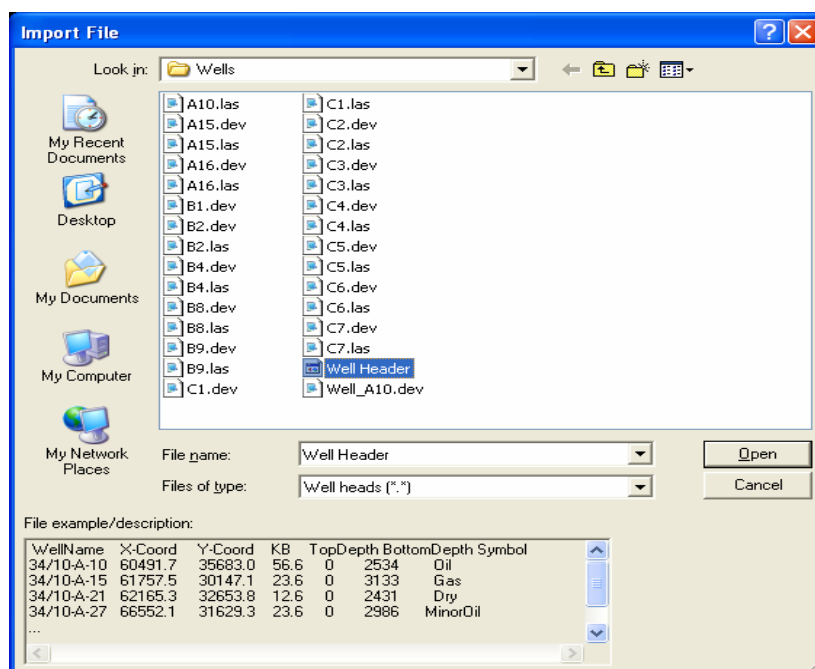 Import File
Look in: Wells
My Recent
Documents
Desktop
My Documents
My Computer
My Network
Places
A10.las
A15.dev
A15.las
A16.dev
A16.las
B1.dev
B2.dev
B2.las
B4.dev
B4.las
B8.dev
B8.las
B9.dev
B9.las
C1.dev
C1.las
C2.dev
C2.las
C3.dev
C3.las
C4.dev
C4.las
C5.dev
C5.las
C6.dev
C6.las
C7.dev
C7.las
Well Header
Well_A10.dev
File name: Well Header Open
Files of type: Well heads (*.*) Cancel
File example/description:
WellName X-Coord Y-Coord KB TopDepth BottomDepth Symbol
34/10-A-10 60491.7 35683.0 56.6 0 2534 Oil
34/10-A-15 61757.5 30147.1 23.6 0 3133 Gas
34/10-A-21 62165.3 32653.8 12.6 0 2431 Dry
34/10-A-27 66552.1 31629.3 23.6 0 2986 MinorOil
...